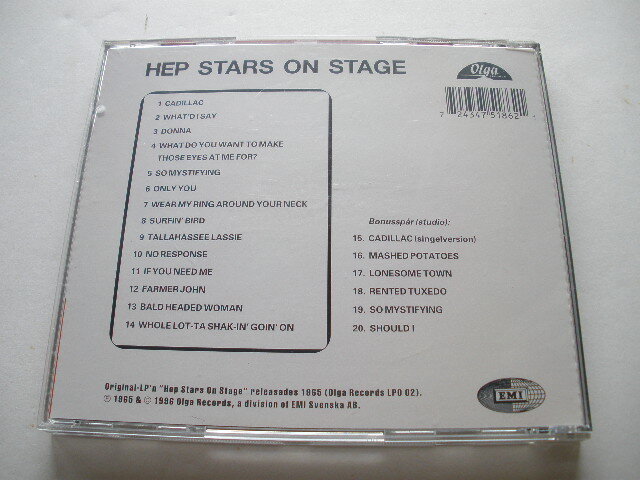 HEP STARS ON STAGE
Olga
7 24347 51862
1 CADILLAC
2 WHAT'D I SAY
3 DONNA
4 WHAT DO YOU WANT TO MAKE
THOSE EYES AT ME FOR?
5 SO MYSTIFYING
6 ONLY YOU
7 WEAR MY RING AROUND YOUR NECK
8 SURFIN' BIRD
9 TALLAHASSEE LASSIE
10 NO RESPONSE
11 IF YOU NEED ME
12 FARMER JOHN
13 BALD HEADED WOMAN
14 WHOLE LOT-TA SHAK-IN' GOIN' ON
Bonusspår (studio):
15. CADILLAC (singelversion)
16. MASHED POTATOES
17. LONESOME TOWN
18. RENTED TUXEDO
19. SO MYSTIFYING
20. SHOULD I
Original-LP'n "Hep Stars On Stage" releasades 1965 (Olga Records LPO 02).
℗ 1965 & © 1996 Olga Records, a division of EMI Svenska AB.
EMI